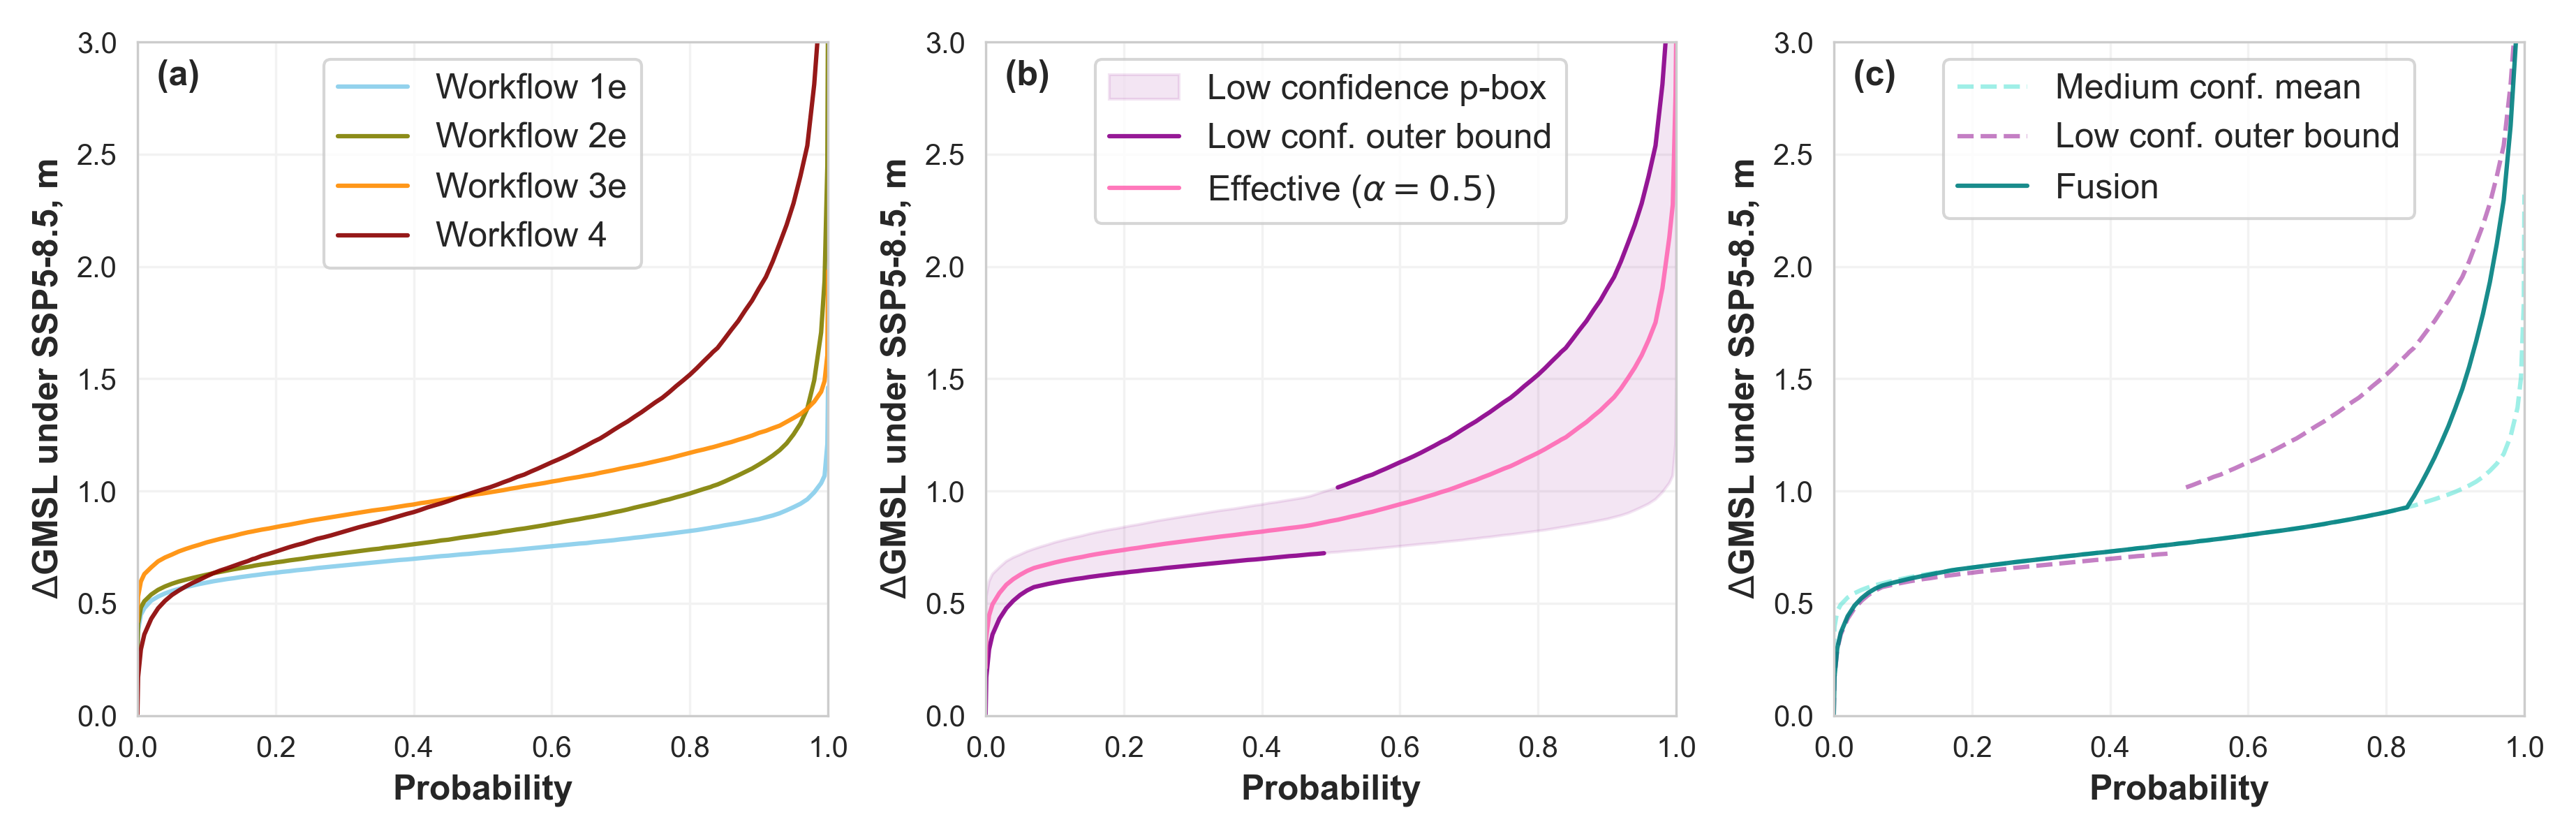 (a)
Workflow 1e
Workflow 2e
Workflow 3e
Workflow 4
ΔGMSL under SSP5-8.5, m
3.0
2.5
2.0
1.5
1.0
0.5
0.0
0.0 0.2 0.4 0.6 0.8 1.0
Probability
(b)
Low confidence p-box
Low conf. outer bound
Effective (α = 0.5)
ΔGMSL under SSP5-8.5, m
3.0
2.5
2.0
1.5
1.0
0.5
0.0
0.0 0.2 0.4 0.6 0.8 1.0
Probability
(c)
Medium conf. mean
Low conf. outer bound
Fusion
ΔGMSL under SSP5-8.5, m
3.0
2.5
2.0
1.5
1.0
0.5
0.0
0.0 0.2 0.4 0.6 0.8 1.0
Probability